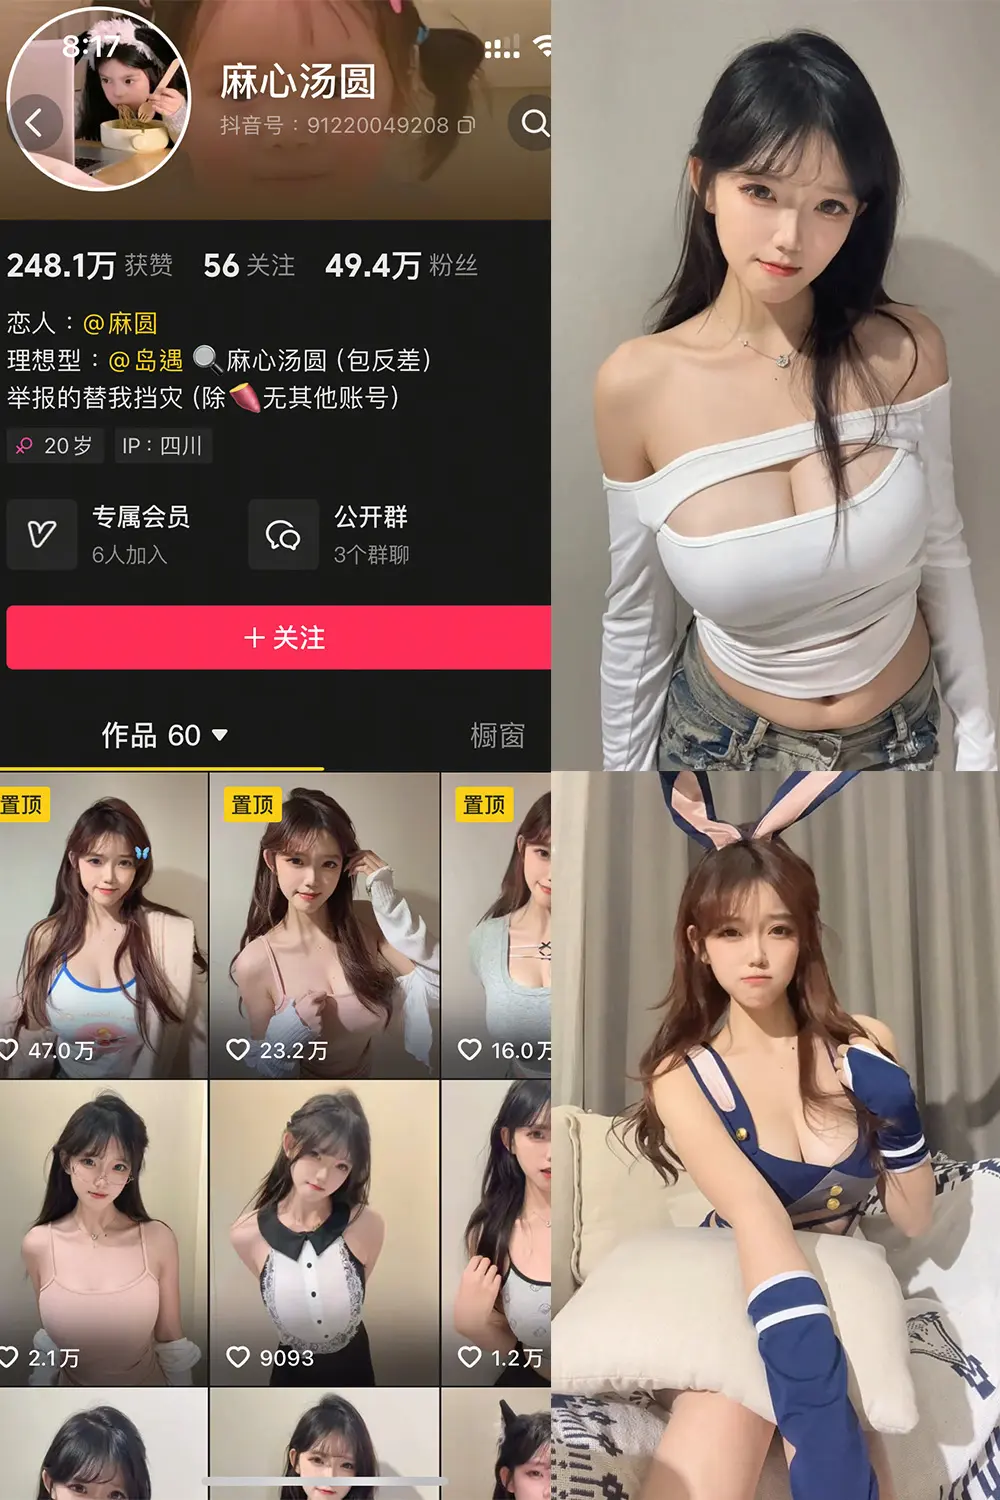 8:17
麻心汤圆
抖音号：91220049208
248.1万 获赞 56 关注 49.4万 粉丝
恋人：@麻圆
理想型：@岛遇 🔍麻心汤圆 (包反差)
举报的替我挡灾 (除🍠无其他账号)
20岁 IP：四川
专属会员 公开群
6人加入 3个群聊
＋关注
作品 60 橱窗
置顶 置顶 置顶
47.0万 23.2万 16.0万
2.1万 9093 1.2万